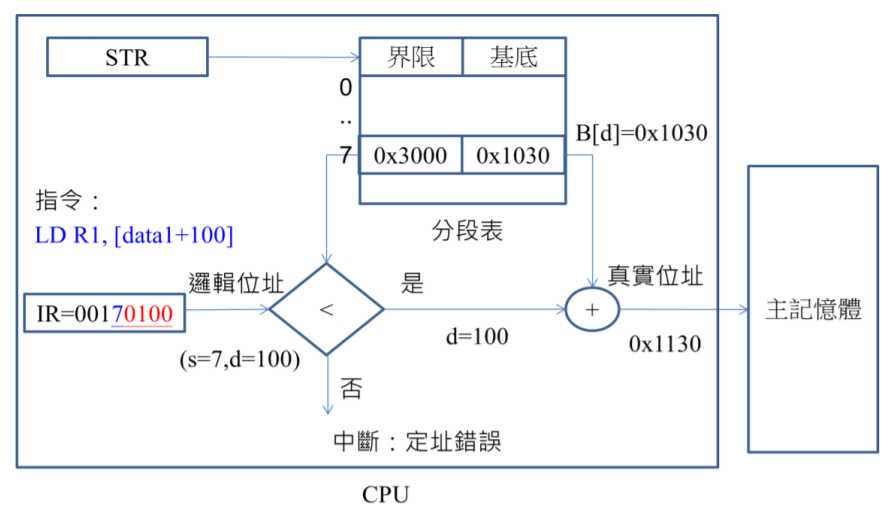 STR
界限 基底
0
..
7 0x3000 0x1030
B[d]=0x1030
分段表
指令：
LD R1, [data1+100]
邏輯位址
是
真實位址
IR=00170100
<
+
主記憶體
(s=7,d=100)
d=100
0x1130
否
中斷：定址錯誤
CPU